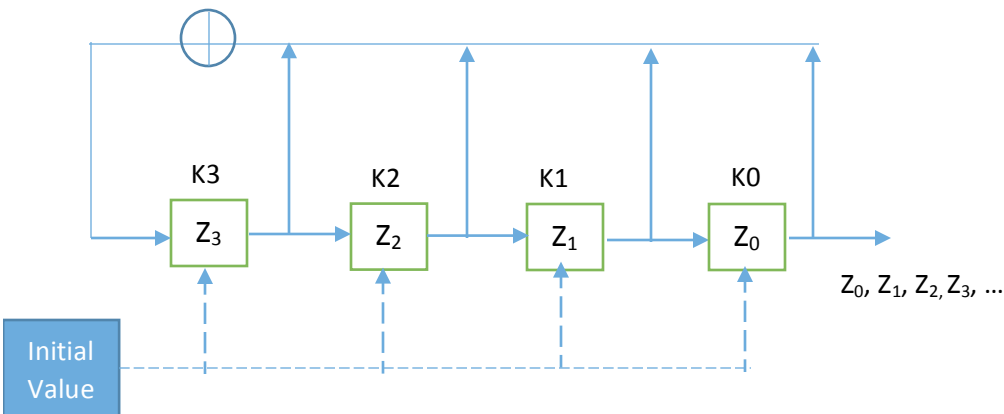 K3
K2
K1
K0
Z₃
Z₂
Z₁
Z₀
Z₀, Z₁, Z₂, Z₃, ...
Initial
Value